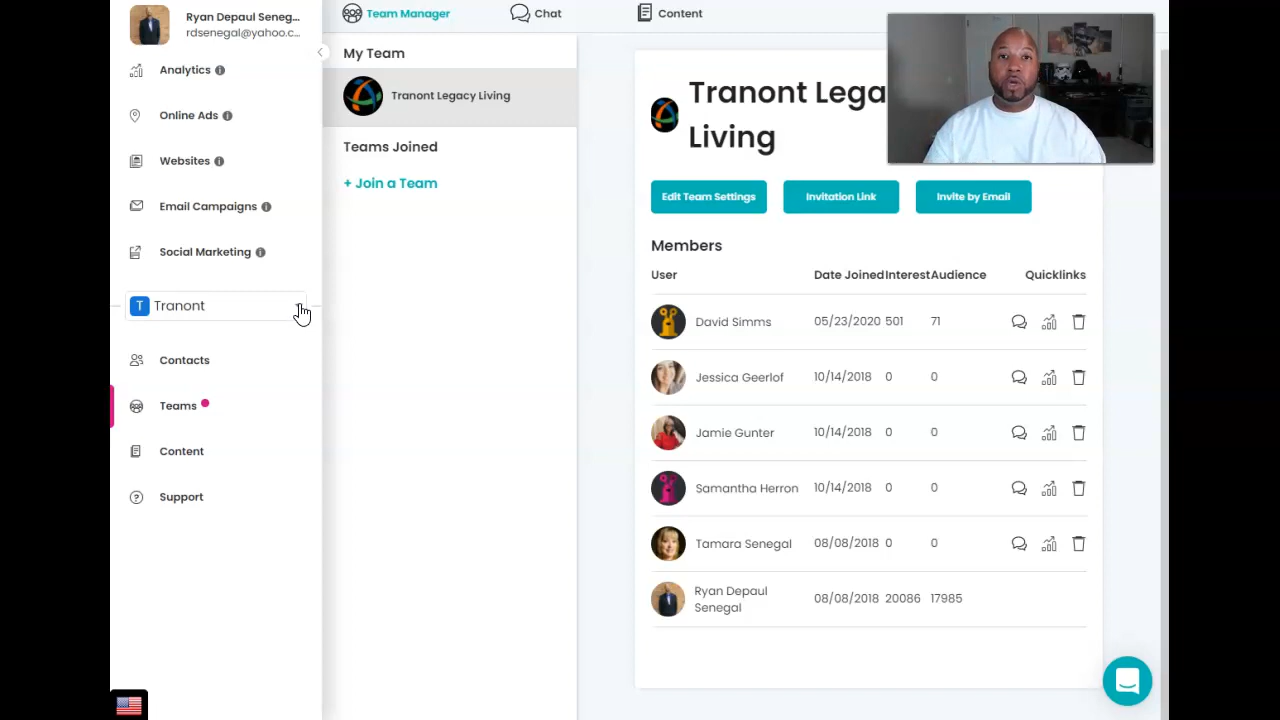 Ryan Depaul Seneg...
rdsenegal@yahoo.c...
Analytics
Online Ads
Websites
Email Campaigns
Social Marketing
T Tranont
Contacts
Teams
Content
Support
Team Manager
Chat
Content
My Team
Tranont Legacy Living
Teams Joined
+ Join a Team
Tranont Lega
Living
Edit Team Settings
Invitation Link
Invite by Email
Members
User Date Joined Interest Audience Quicklinks
David Simms 05/23/2020 501 71
Jessica Geerlof 10/14/2018 0 0
Jamie Gunter 10/14/2018 0 0
Samantha Herron 10/14/2018 0 0
Tamara Senegal 08/08/2018 0 0
Ryan Depaul
Senegal 08/08/2018 20086 17985